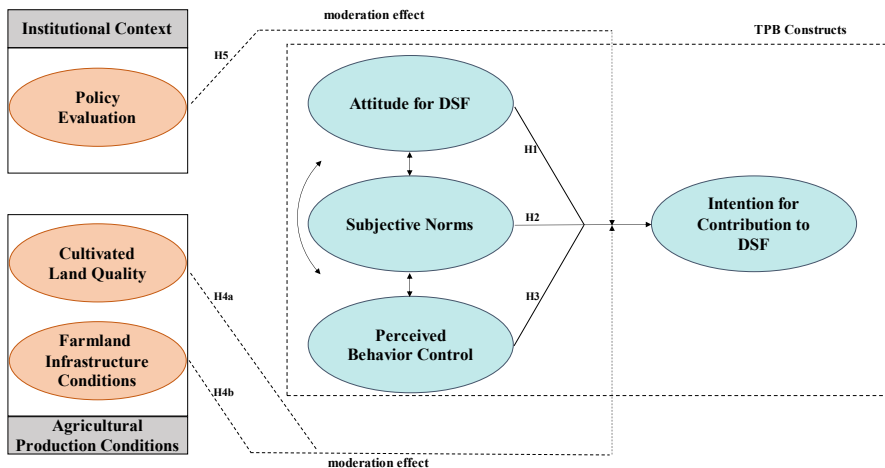 moderation effect
Institutional Context
TPB Constructs
H5
Policy
Evaluation
Attitude for DSF
H1
Subjective Norms
H2
Intention for
Contribution to
DSF
Cultivated
Land Quality
H4a
H3
Perceived
Behavior Control
Farmland
Infrastructure
Conditions
H4b
Agricultural
Production Conditions
moderation effect